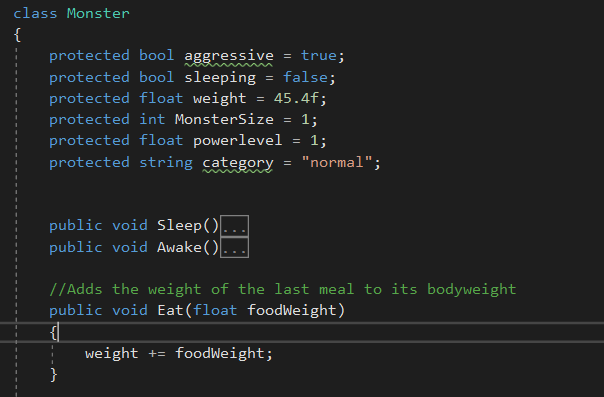 class Monster
{
protected bool aggressive = true;
protected bool sleeping = false;
protected float weight = 45.4f;
protected int MonsterSize = 1;
protected float powerlevel = 1;
protected string category = "normal";
public void Sleep()...
public void Awake()...
//Adds the weight of the last meal to its bodyweight
public void Eat(float foodWeight)
{
weight += foodWeight;
}